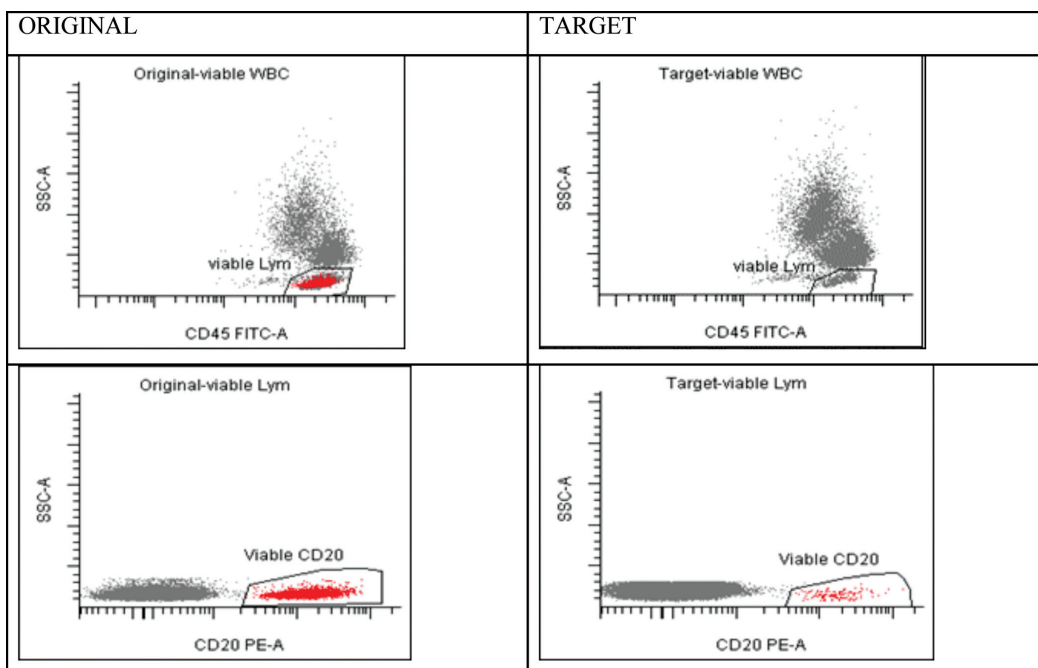 ORIGINAL
TARGET
Original-viable WBC
SSC-A
viable Lym
CD45 FITC-A
Target-viable WBC
SSC-A
viable Lym
CD45 FITC-A
Original-viable Lym
SSC-A
Viable CD20
CD20 PE-A
Target-viable Lym
SSC-A
Viable CD20
CD20 PE-A